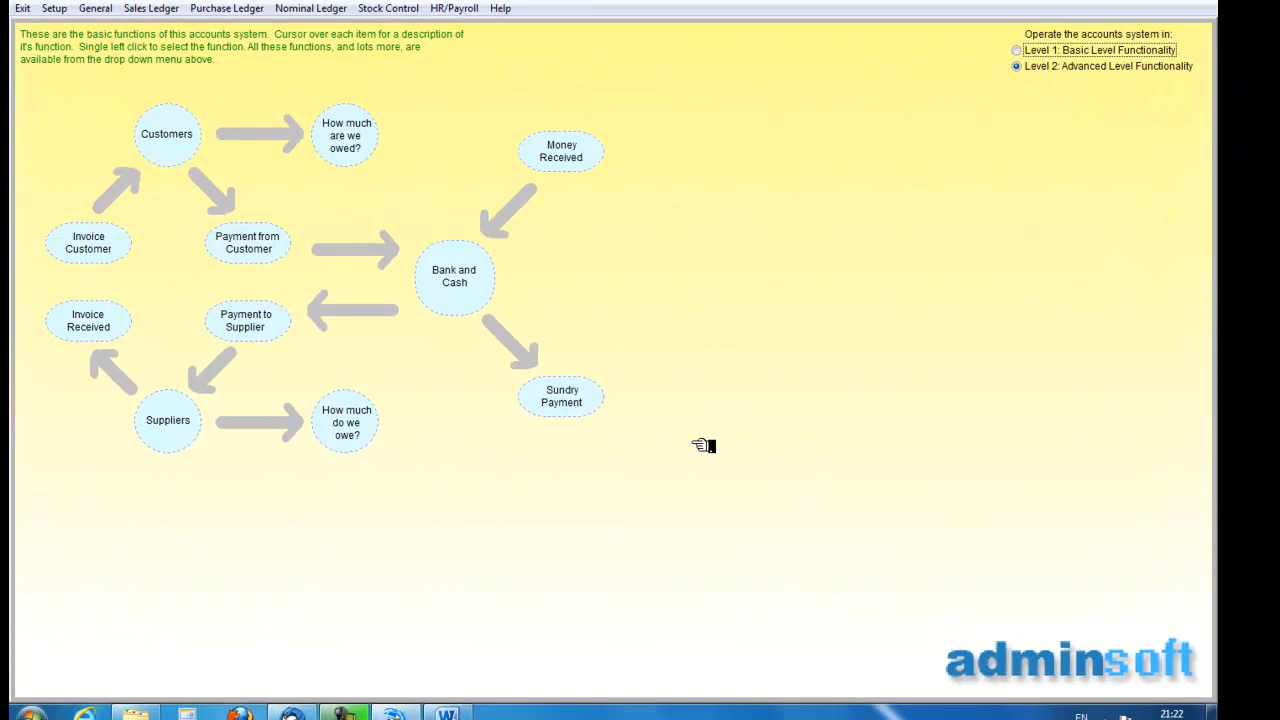 Exit Setup General Sales Ledger Purchase Ledger Nominal Ledger Stock Control HR/Payroll Help
These are the basic functions of this accounts system. Cursor over each item for a description of
it's function. Single left click to select the function. All these functions, and lots more, are
available from the drop down menu above.
Operate the accounts system in:
Level 1: Basic Level Functionality
Level 2: Advanced Level Functionality
Customers
How much
are we
owed?
Money
Received
Invoice
Customer
Payment from
Customer
Bank and
Cash
Invoice
Received
Payment to
Supplier
Sundry
Payment
Suppliers
How much
do we
owe?
adminsoft
EN
21:22